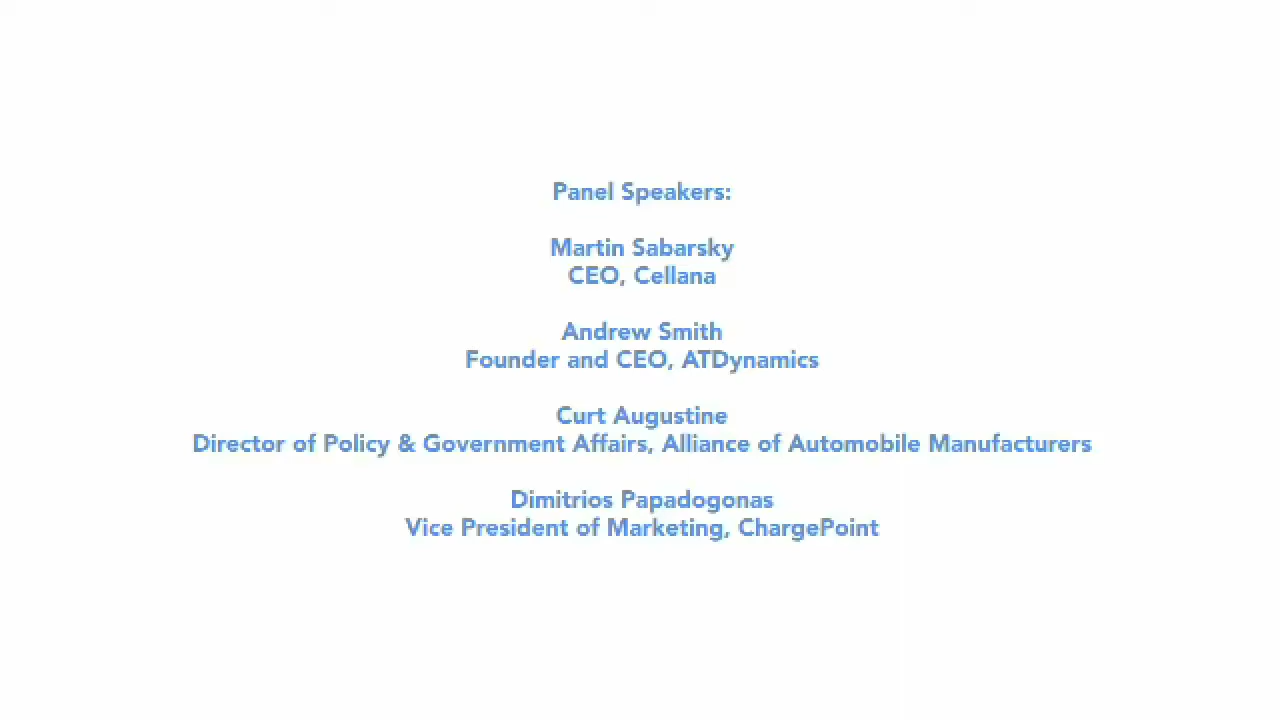 Panel Speakers:
Martin Sabarsky
CEO, Cellana
Andrew Smith
Founder and CEO, ATDynamics
Curt Augustine
Director of Policy & Government Affairs, Alliance of Automobile Manufacturers
Dimitrios Papadogonas
Vice President of Marketing, ChargePoint